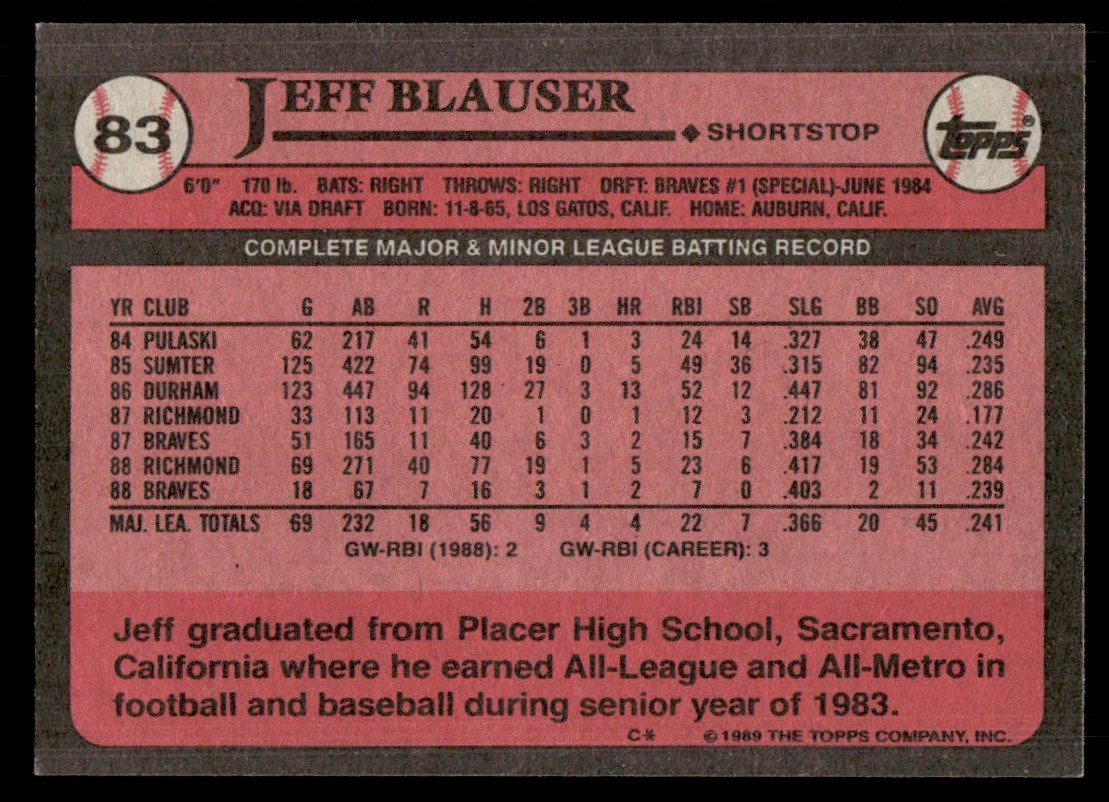 83
JEFF BLAUSER
SHORTSTOP
TOPPS®
6'0" 170 lb. BATS: RIGHT THROWS: RIGHT DRFT: BRAVES #1 (SPECIAL)-JUNE 1984
ACQ: VIA DRAFT BORN: 11-8-65, LOS GATOS, CALIF. HOME: AUBURN, CALIF.
COMPLETE MAJOR & MINOR LEAGUE BATTING RECORD
YR CLUB G AB R H 2B 3B HR RBI SB SLG BB SO AVG
84 PULASKI 62 217 41 54 6 1 3 24 14 .327 38 47 .249
85 SUMTER 125 422 74 99 19 0 5 49 36 .315 82 94 .235
86 DURHAM 123 447 94 128 27 3 13 52 12 .447 81 92 .286
87 RICHMOND 33 113 11 20 1 0 1 12 3 .212 11 24 .177
87 BRAVES 51 165 11 40 6 3 2 15 7 .384 18 34 .242
88 RICHMOND 69 271 40 77 19 1 5 23 6 .417 19 53 .284
88 BRAVES 18 67 7 16 3 1 2 7 0 .403 2 11 .239
MAJ. LEA. TOTALS 69 232 18 56 9 4 4 22 7 .366 20 45 .241
GW-RBI (1988): 2 GW-RBI (CAREER): 3
Jeff graduated from Placer High School, Sacramento,
California where he earned All-League and All-Metro in
football and baseball during senior year of 1983.
C* © 1989 THE TOPPS COMPANY, INC.